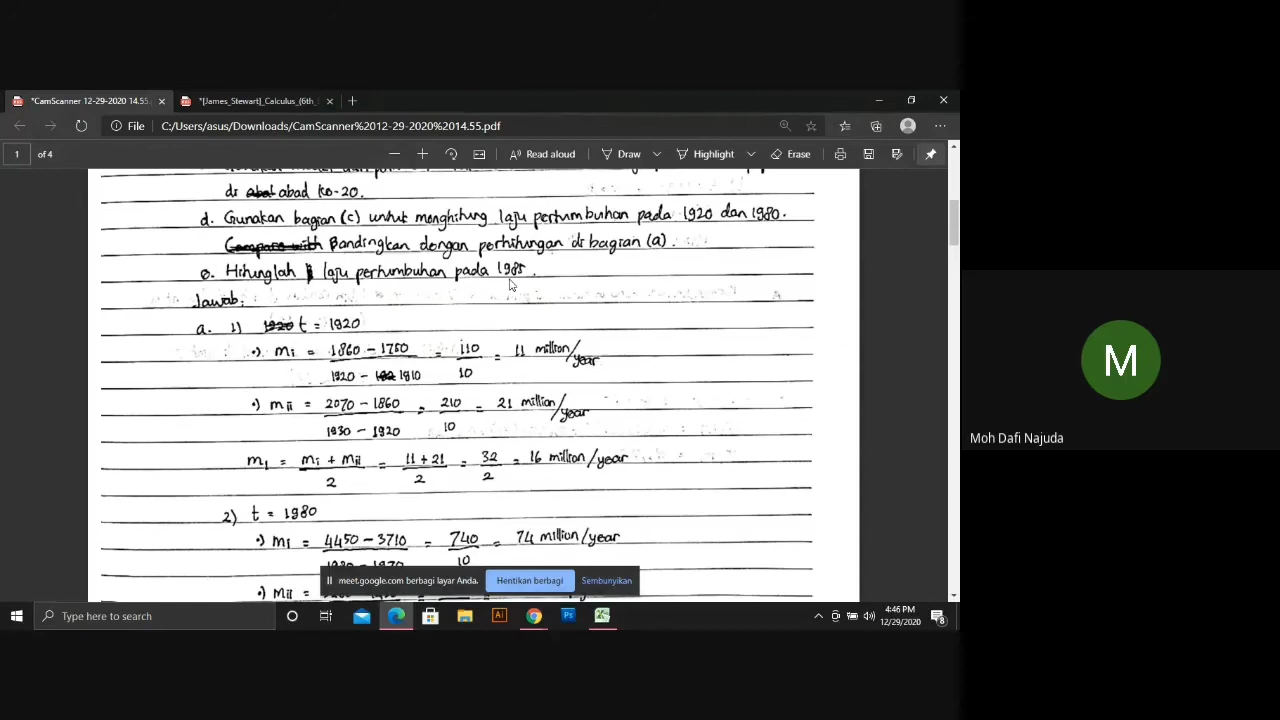 *CamScanner 12-29-2020 14.55.
*[James_Stewart]_Calculus_(6th_
File
C:/Users/asus/Downloads/CamScanner%2012-29-2020%2014.55.pdf
1 of 4
Read aloud
Draw
Highlight
Erase
di abad ke-20.
d. Gunakan bagian (c) untuk menghitung laju pertumbuhan pada 1920 dan 1980.
Bandingkan dengan perhitungan di bagian (a).
e. Hitunglah laju pertumbuhan pada 1985.
Jawab:
a. 1) t = 1920
•) mi = 1860 - 1750 / 1920 - 1910 = 110 / 10 = 11 million/year
•) mii = 2070 - 1860 / 1930 - 1920 = 210 / 10 = 21 million/year
m1 = mi + mii / 2 = 11 + 21 / 2 = 32 / 2 = 16 million/year
2) t = 1980
•) mi = 4450 - 3710 / 1980 - 1970 = 740 / 10 = 74 million/year
•) mii =
meet.google.com berbagi layar Anda.
Hentikan berbagi
Sembunyikan
Type here to search
4:46 PM
12/29/2020
8
M
Moh Dafi Najuda